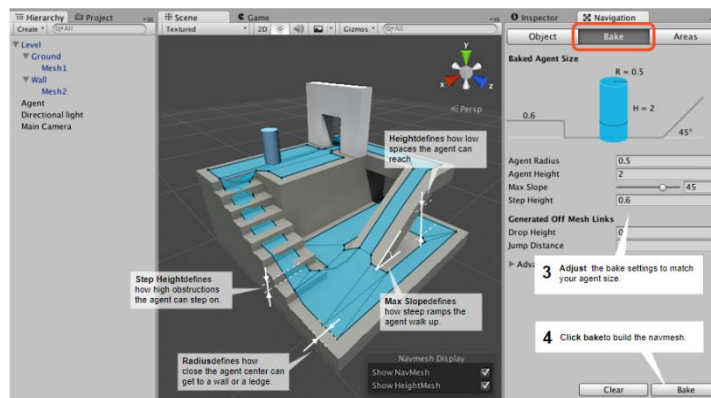 Hierarchy
Project
Create
All
Level
Ground
Mesh1
Wall
Mesh2
Agent
Directional light
Main Camera
Scene
Game
Textured
2D
Gizmos
All
y
x
z
Persp
Heightdefines how low
spaces the agent can
reach.
Step Heightdefines
how high obstructions
the agent can step on.
Max Slopedefines
how steep ramps the
agent walk up.
Radiusdefines how
close the agent center can
get to a wall or a ledge.
Navmesh Display
Show NavMesh
Show HeightMesh
Inspector
Navigation
Object
Bake
Areas
Baked Agent Size
R = 0.5
H = 2
0.6
45°
Agent Radius 0.5
Agent Height 2
Max Slope 45
Step Height 0.6
Generated Off Mesh Links
Drop Height
Jump Distance
3 Adjust the bake settings to match
your agent size.
4 Click baketo build the navmesh.
Clear
Bake